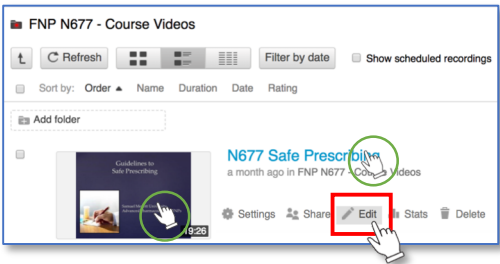 FNP N677 - Course Videos
Refresh Filter by date Show scheduled recordings
Sort by: Order Name Duration Date Rating
Add folder
Guidelines to
Safe Prescribing
19:26
N677 Safe Prescribing
a month ago in FNP N677 - Course Videos
Settings Share Edit Stats Delete